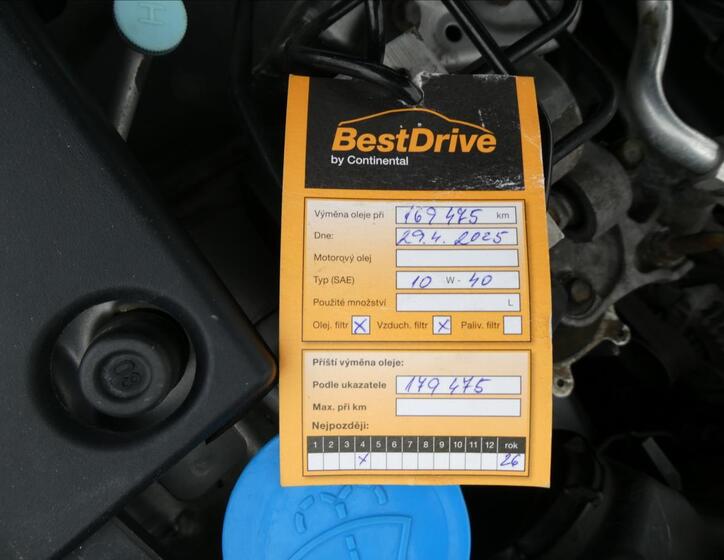 BestDrive
by Continental
Výměna oleje při 169 475 km
Dne: 29.4. 2025
Motorový olej
Typ (SAE) 10 W - 40
Použité množství L
Olej. filtr x Vzduch. filtr x Paliv. filtr
Příští výměna oleje:
Podle ukazatele 179 475
Max. při km
Nejpozději:
1 2 3 4 5 6 7 8 9 10 11 12 rok
x 26